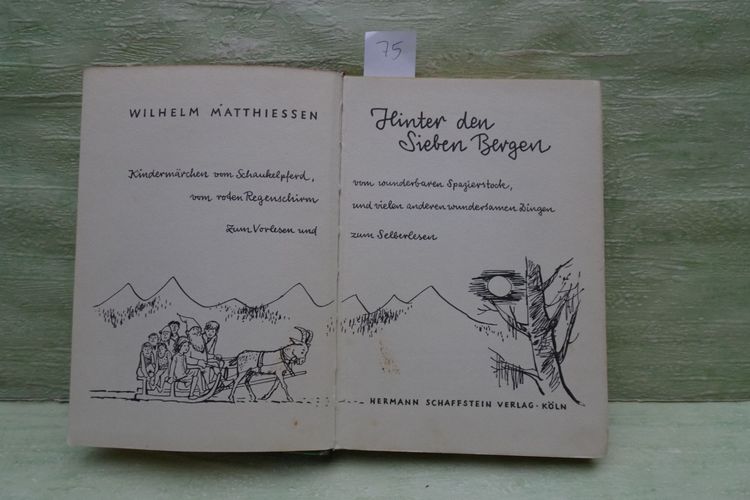 75
WILHELM MATTHIESSEN
Hinter den
Sieben Bergen
Kindermärchen vom Schaukelpferd,
vom wunderbaren Spazierstock,
vom roten Regenschirm
und vielen anderen wundersamen Dingen
Zum Vorlesen und
zum Selberlesen
HERMANN SCHAFFSTEIN VERLAG · KÖLN